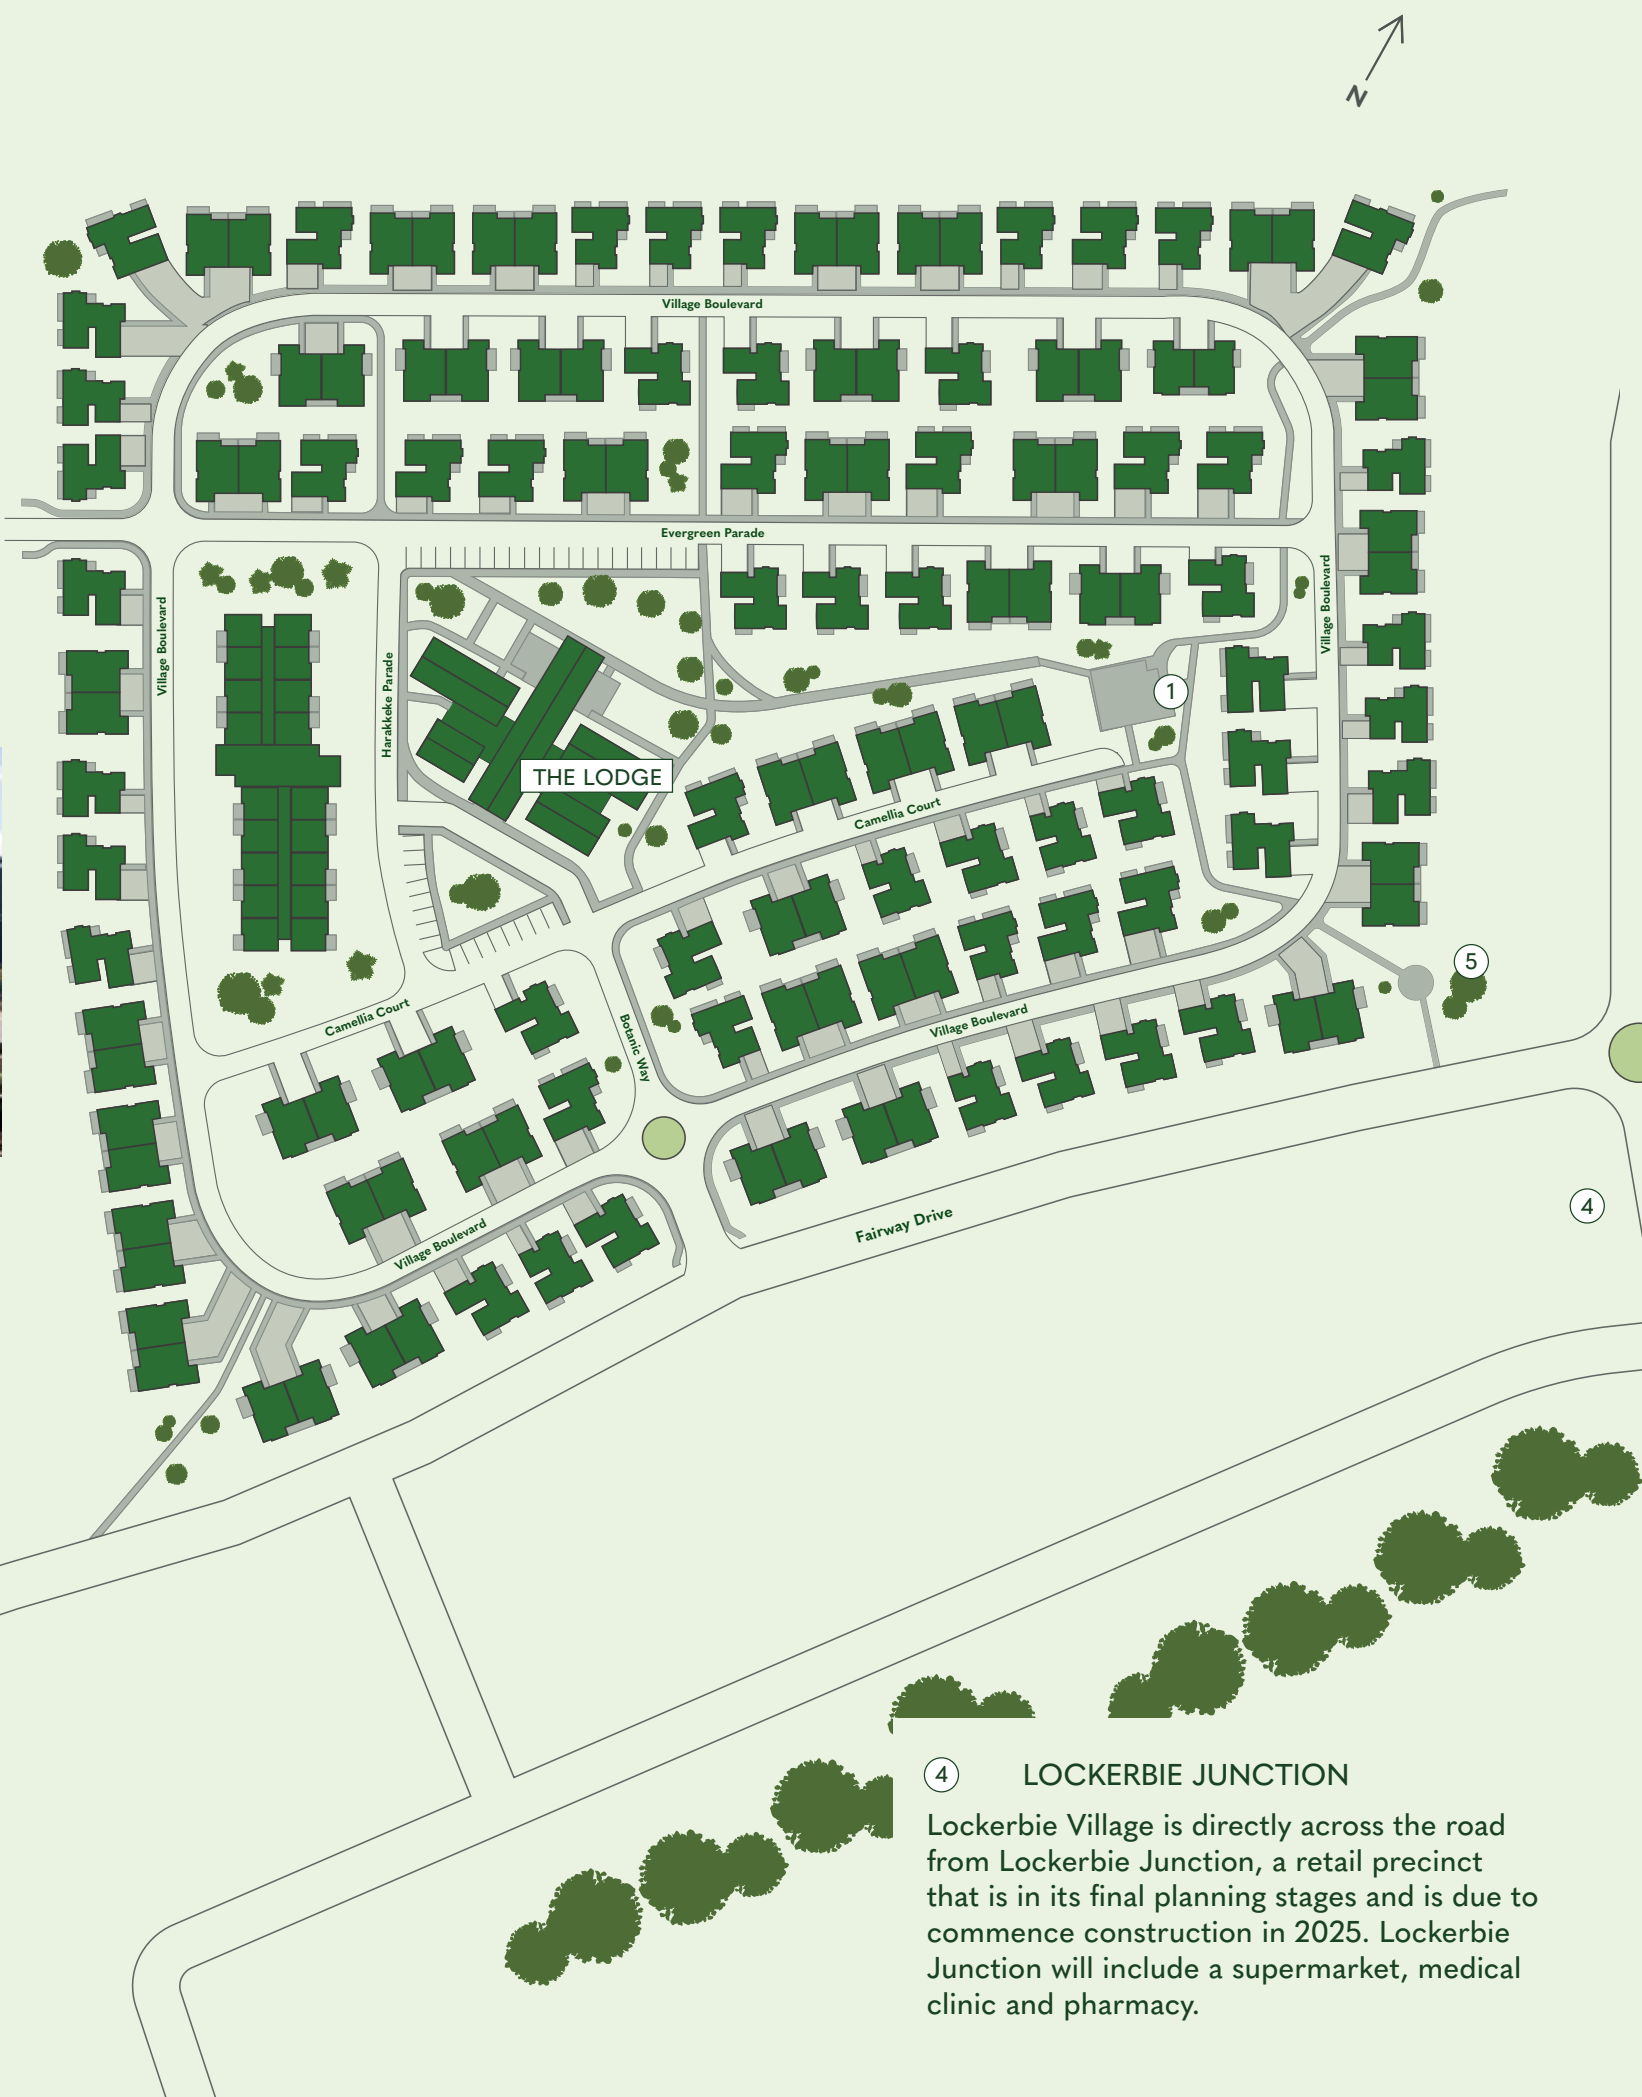 N
Village Boulevard
Evergreen Parade
Village Boulevard
Village Boulevard
Harakkeke Parade
1
THE LODGE
Camellia Court
5
Camellia Court
Botanic Way
Village Boulevard
4
Fairway Drive
Village Boulevard
4 LOCKERBIE JUNCTION
Lockerbie Village is directly across the road
from Lockerbie Junction, a retail precinct
that is in its final planning stages and is due to
commence construction in 2025. Lockerbie
Junction will include a supermarket, medical
clinic and pharmacy.